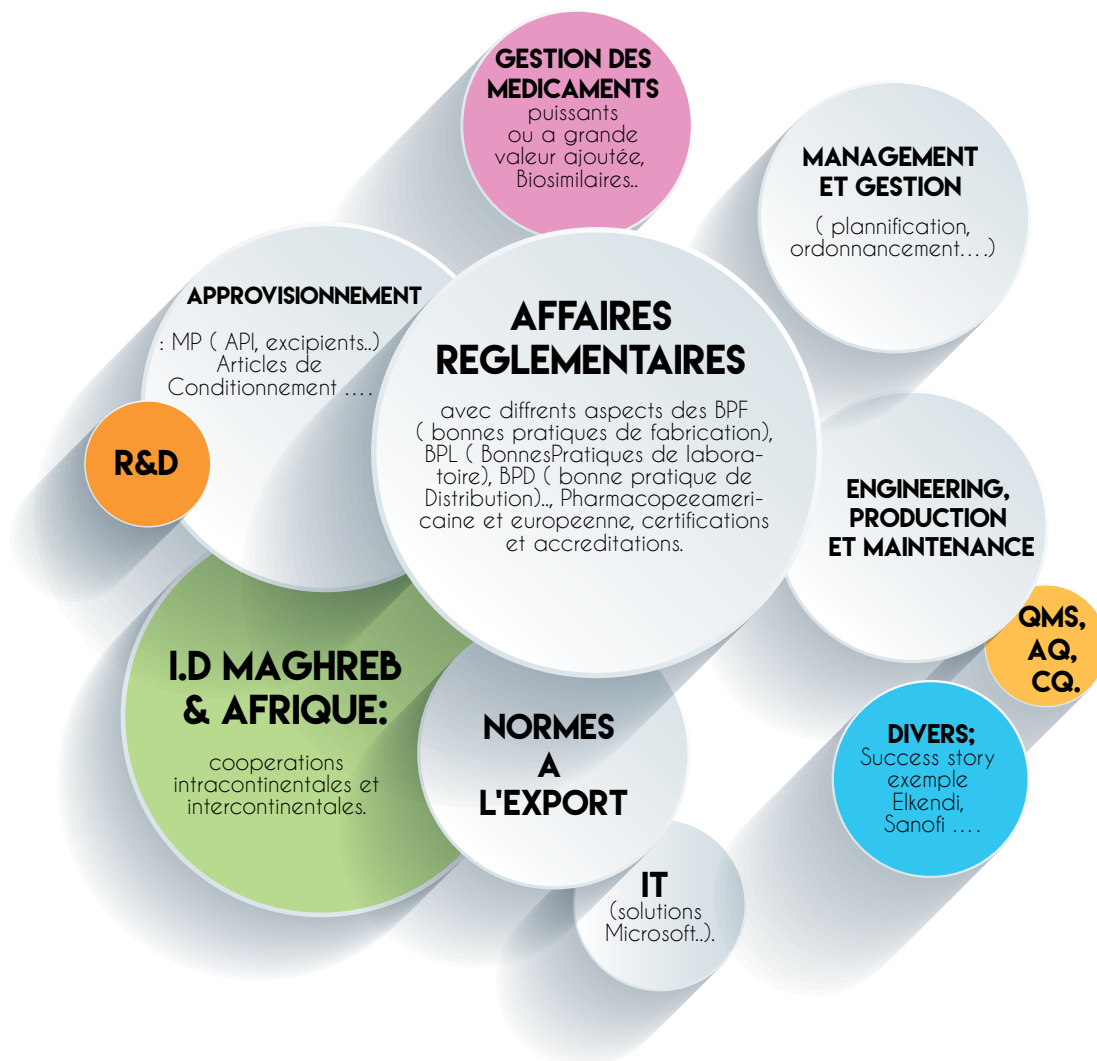 GESTION DES
MEDICAMENTS
puissants
ou a grande
valeur ajoutée,
Biosimilaires..
MANAGEMENT
ET GESTION
( plannification,
ordonnancement....)
APPROVISIONNEMENT
: MP ( API, excipients..)
Articles de
Conditionnement ....
AFFAIRES
REGLEMENTAIRES
avec diffrents aspects des BPF
( bonnes pratiques de fabrication),
BPL ( BonnesPratiques de labora-
toire), BPD ( bonne pratique de
Distribution).., Pharmacopeeameri-
caine et europeenne, certifications
et accreditations.
R&D
ENGINEERING,
PRODUCTION
ET MAINTENANCE
QMS,
AQ,
CQ.
I.D MAGHREB
& AFRIQUE:
cooperations
intracontinentales et
intercontinentales.
NORMES
A
L'EXPORT
DIVERS;
Success story
exemple
Elkendi,
Sanofi ....
IT
(solutions
Microsoft..).